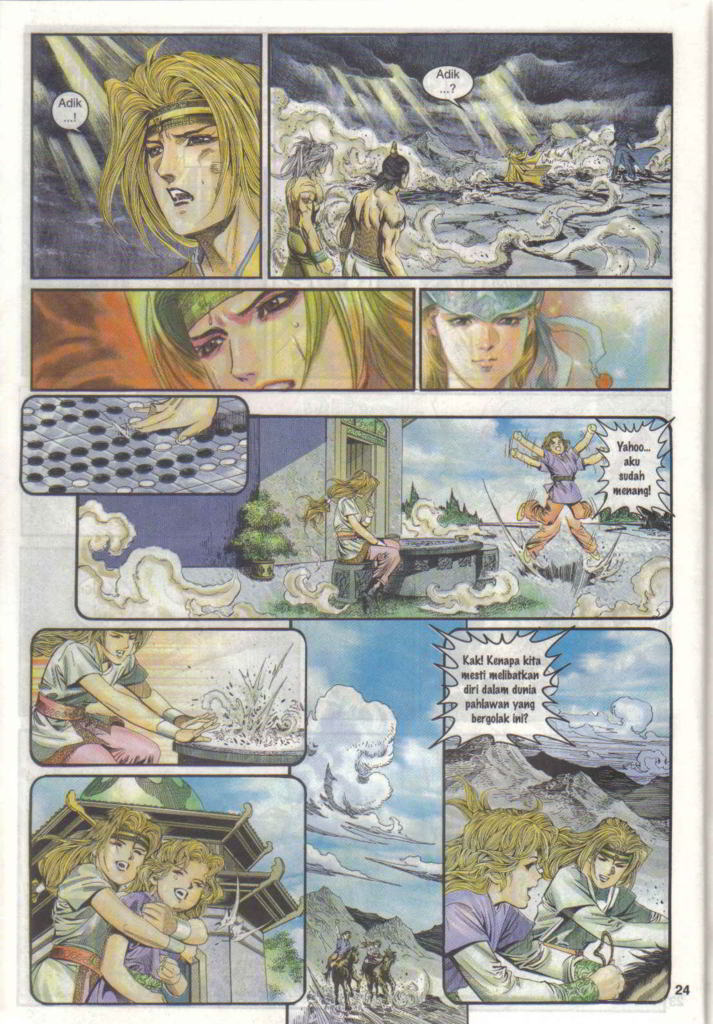 Adik
...!
Adik
...?
Yahoo...
aku
sudah
menang!
Kak! Kenapa kita
mesti melibatkan
diri dalam dunia
pahlawan yang
bergolak ini?
24